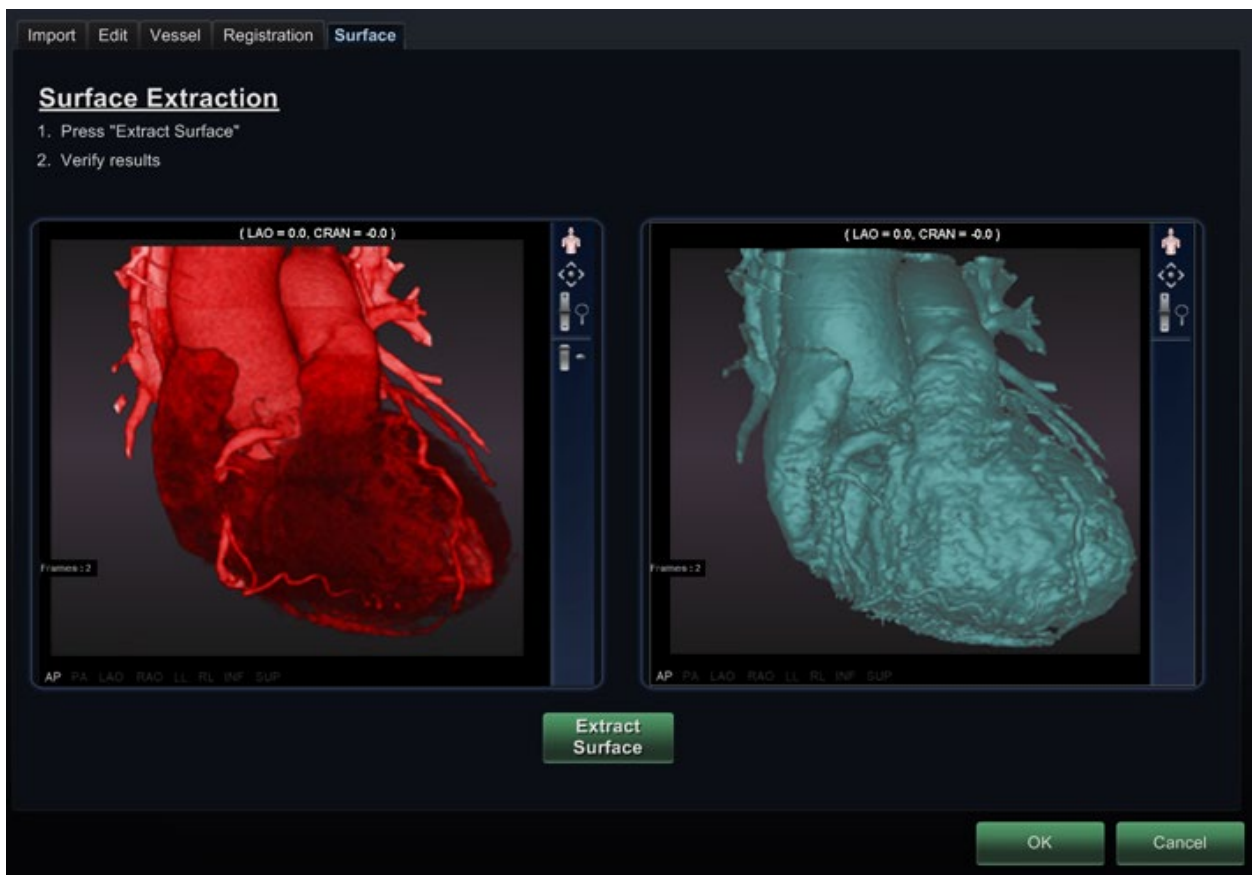 Import Edit Vessel Registration Surface
Surface Extraction
1. Press "Extract Surface"
2. Verify results
( LAO = 0.0, CRAN = -0.0 )
Frames : 2
AP PA LAO RAO LL RL INF SUP
( LAO = 0.0, CRAN = -0.0 )
Frames : 2
AP PA LAO RAO LL RL INF SUP
Extract
Surface
OK Cancel